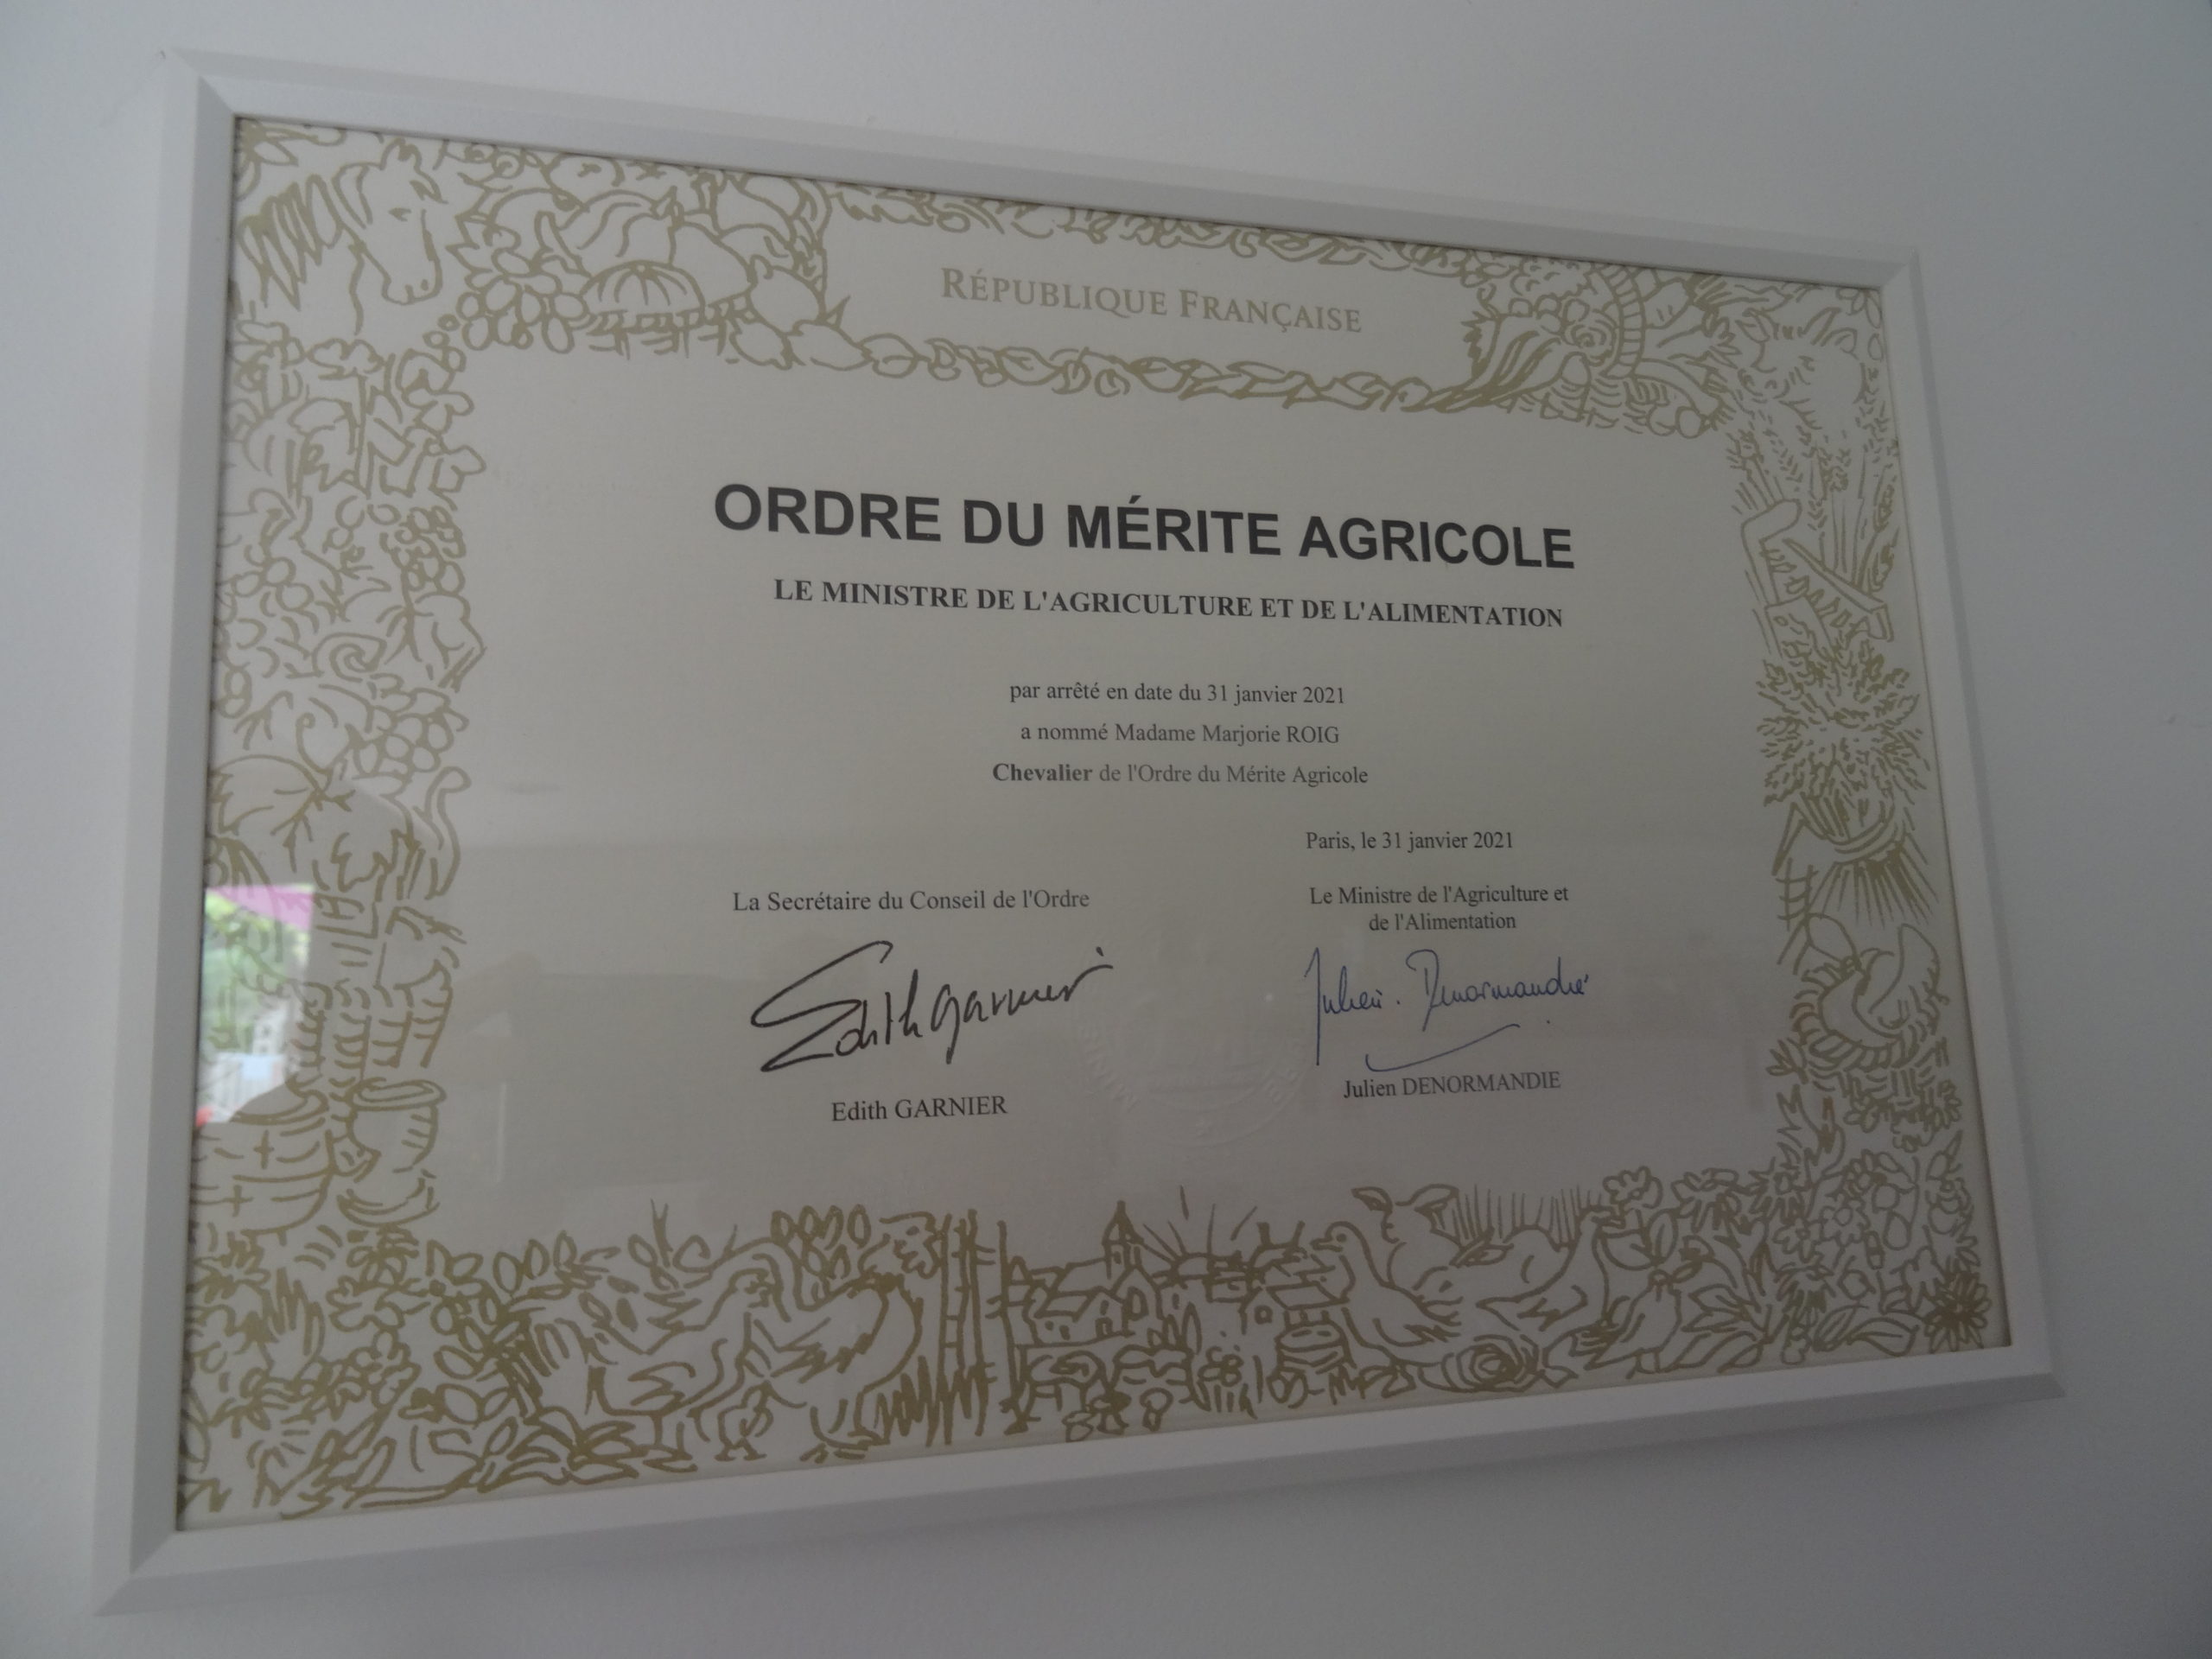 RÉPUBLIQUE FRANÇAISE
ORDRE DU MÉRITE AGRICOLE
LE MINISTRE DE L'AGRICULTURE ET DE L'ALIMENTATION
par arrêté en date du 31 janvier 2021
a nommé Madame Marjorie ROIG
Chevalier de l'Ordre du Mérite Agricole
Paris, le 31 janvier 2021
La Secrétaire du Conseil de l'Ordre
Le Ministre de l'Agriculture et
de l'Alimentation
Edith Garnier
Julien Denormandie
Edith GARNIER
Julien DENORMANDIE